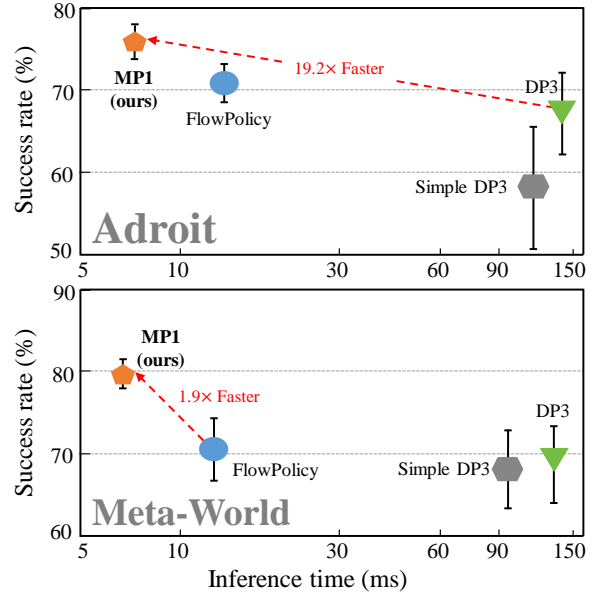 80
70
60
50
Success rate (%)
MP1
(ours)
FlowPolicy
19.2× Faster
DP3
Simple DP3
Adroit
5 10 30 60 90 150
90
80
70
60
Success rate (%)
MP1
(ours)
1.9× Faster
FlowPolicy
Simple DP3
DP3
Meta-World
5 10 30 60 90 150
Inference time (ms)